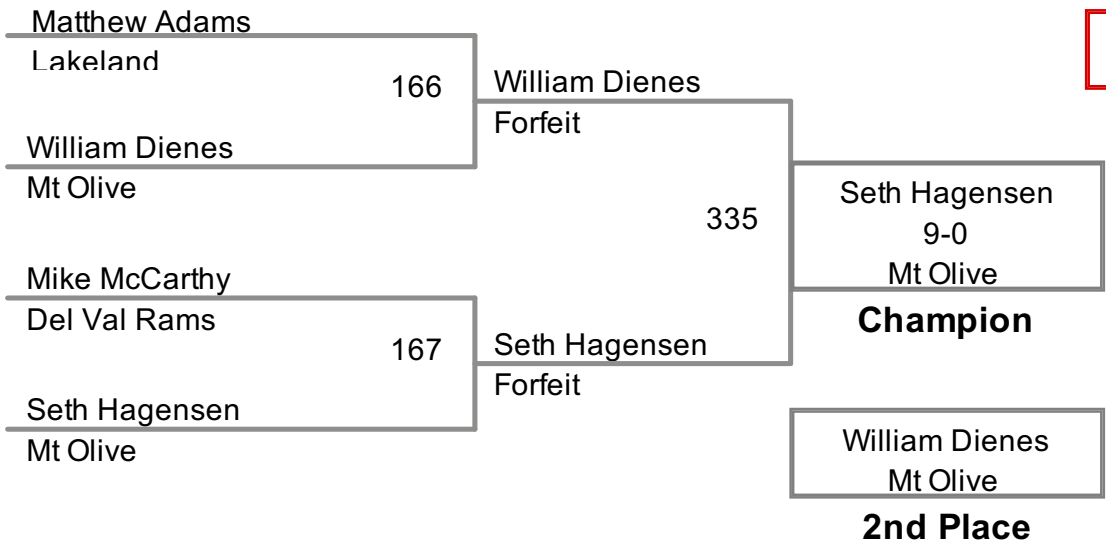 Matthew Adams
Lakeland
166
William Dienes
Forfeit
William Dienes
Mt Olive
335
Seth Hagensen
9-0
Mt Olive
Champion
Mike McCarthy
Del Val Rams
167
Seth Hagensen
Forfeit
Seth Hagensen
Mt Olive
William Dienes
Mt Olive
2nd Place